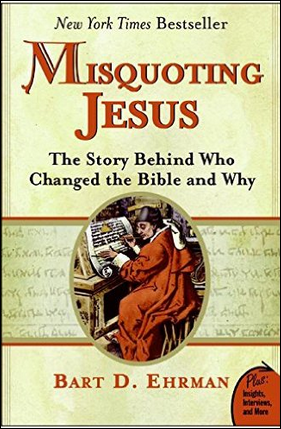 New York Times Bestseller
MISQUOTING
JESUS
The Story Behind Who
Changed the Bible and Why
BART D. EHRMAN
Plus:
Insights,
Interviews,
and More